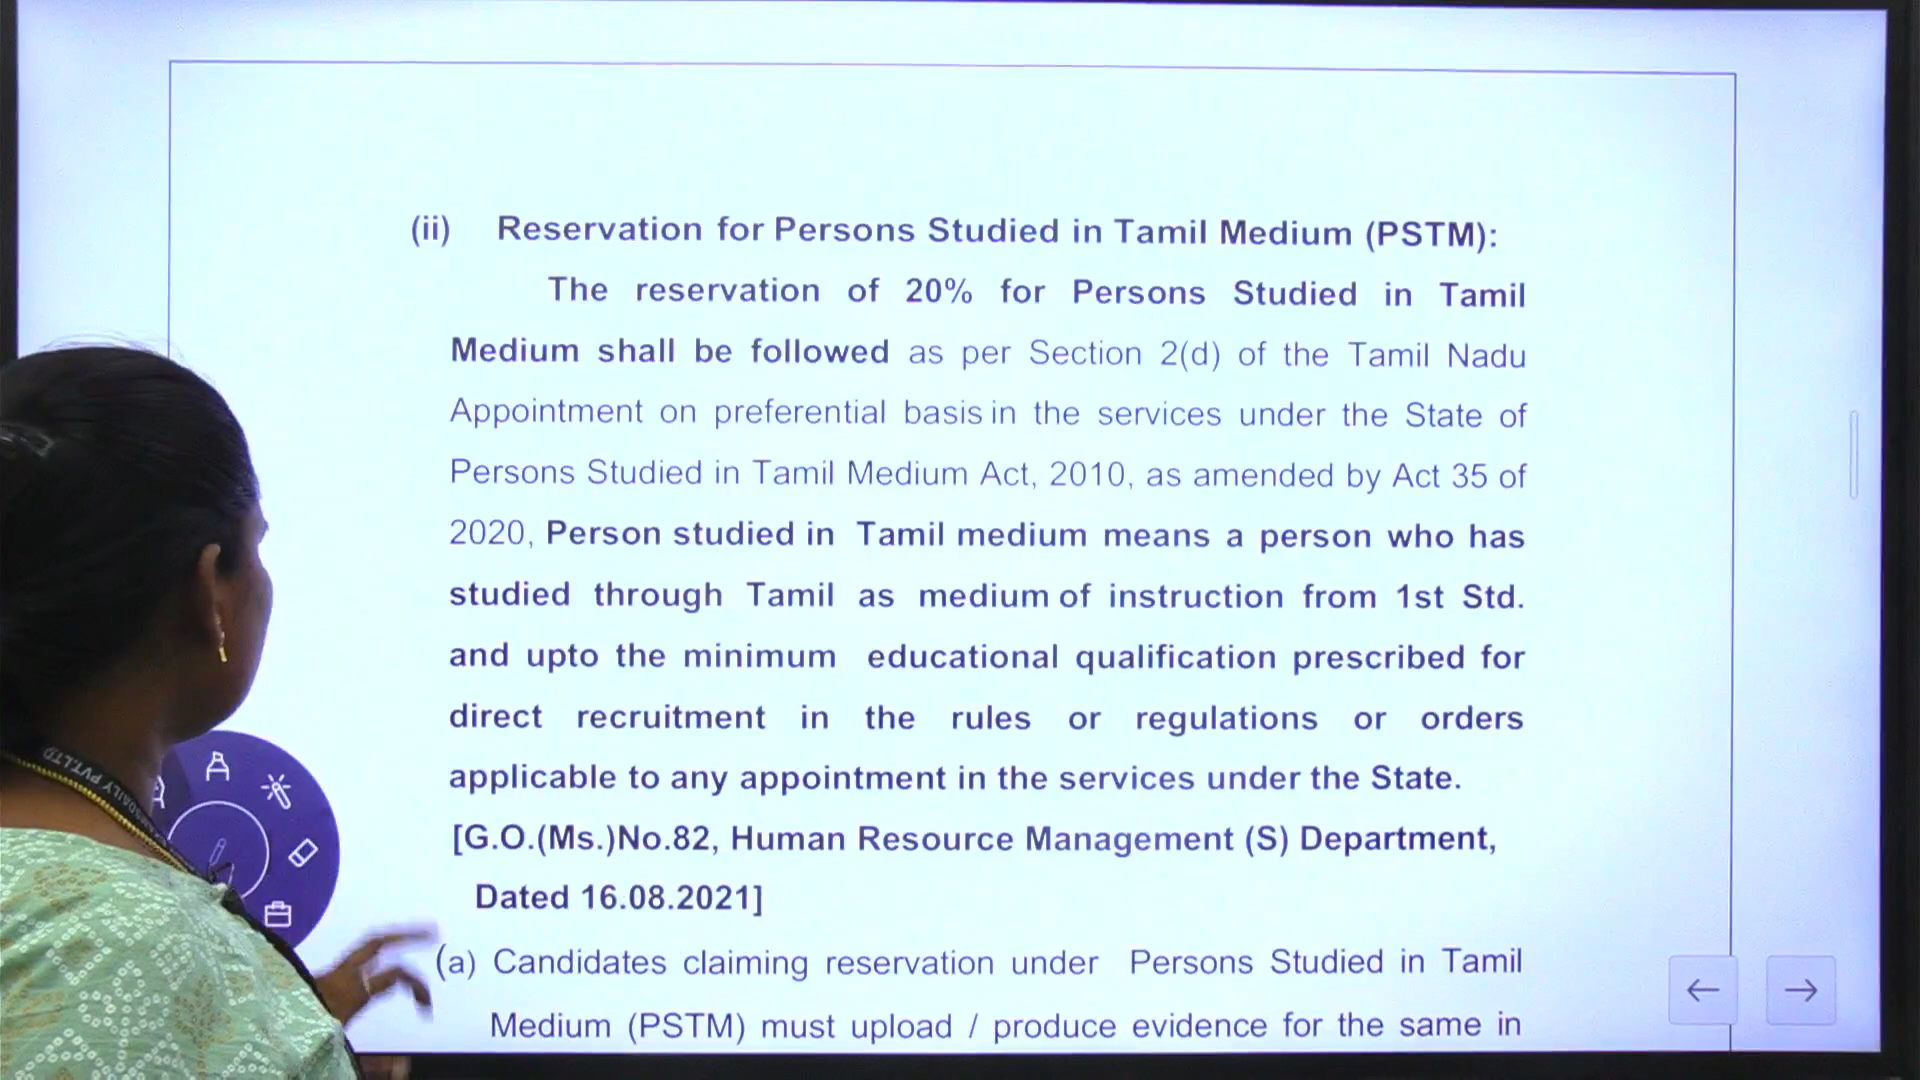 (ii) Reservation for Persons Studied in Tamil Medium (PSTM):
The reservation of 20% for Persons Studied in Tamil
Medium shall be followed as per Section 2(d) of the Tamil Nadu
Appointment on preferential basis in the services under the State of
Persons Studied in Tamil Medium Act, 2010, as amended by Act 35 of
2020, Person studied in Tamil medium means a person who has
studied through Tamil as medium of instruction from 1st Std.
and upto the minimum educational qualification prescribed for
direct recruitment in the rules or regulations or orders
applicable to any appointment in the services under the State.
[G.O.(Ms.)No.82, Human Resource Management (S) Department,
Dated 16.08.2021]
(a) Candidates claiming reservation under Persons Studied in Tamil
Medium (PSTM) must upload / produce evidence for the same in
PVT.LTD